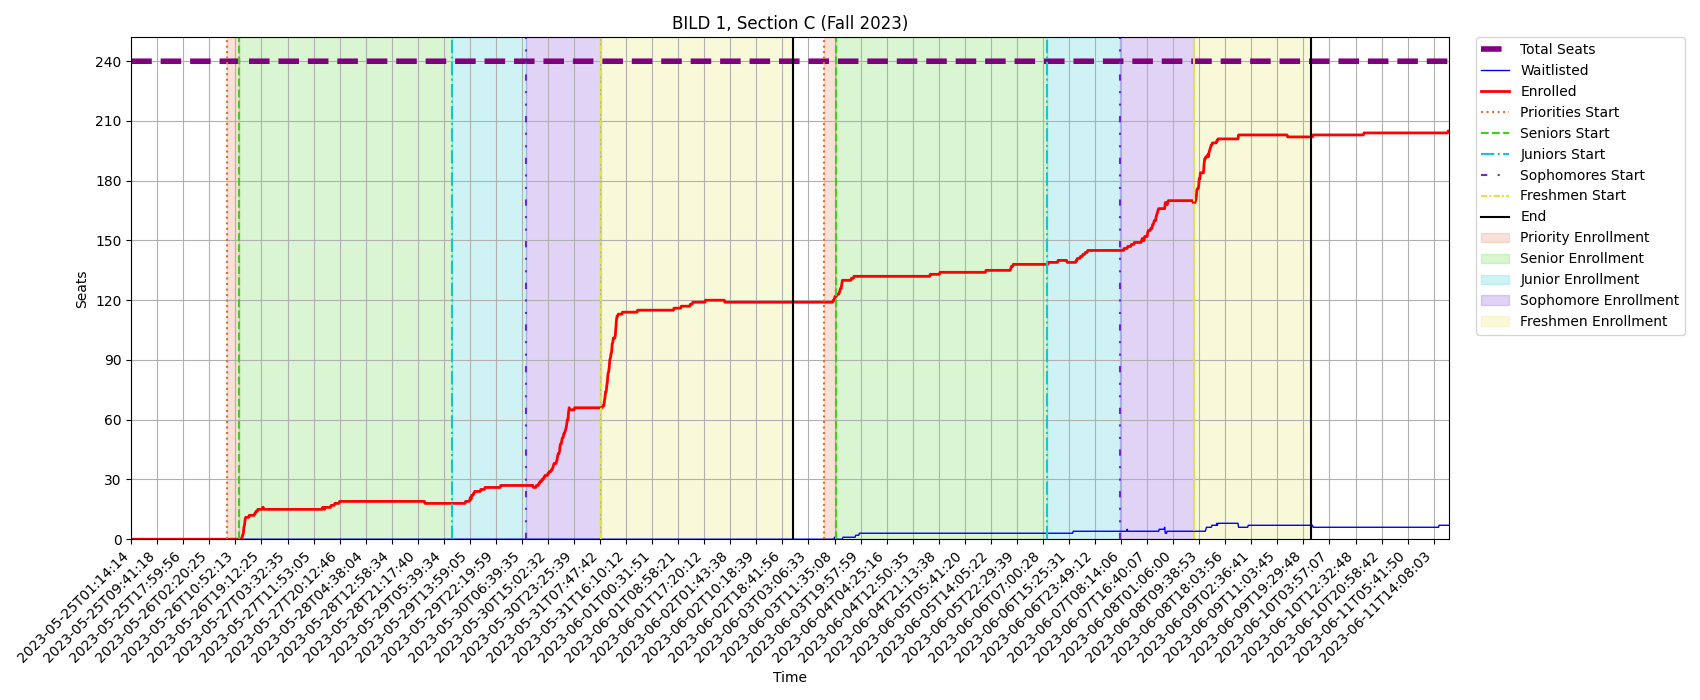 BILD 1, Section C (Fall 2023)
Total Seats
Waitlisted
Enrolled
Priorities Start
Seniors Start
Juniors Start
Sophomores Start
Freshmen Start
End
Priority Enrollment
Senior Enrollment
Junior Enrollment
Sophomore Enrollment
Freshmen Enrollment
Seats
240
210
180
150
120
90
60
30
0
2023-05-25T01:14:14
2023-05-25T09:41:18
2023-05-25T17:59:56
2023-05-26T02:20:25
2023-05-26T10:52:13
2023-05-26T19:12:25
2023-05-27T03:32:35
2023-05-27T11:53:05
2023-05-27T20:12:46
2023-05-28T04:38:04
2023-05-28T12:58:34
2023-05-28T21:17:40
2023-05-29T05:39:34
2023-05-29T13:59:05
2023-05-29T22:19:59
2023-05-30T06:39:35
2023-05-30T15:02:32
2023-05-30T23:25:39
2023-05-31T07:47:42
2023-05-31T16:10:12
2023-06-01T00:31:51
2023-06-01T08:58:21
2023-06-01T17:20:12
2023-06-02T01:43:38
2023-06-02T10:18:39
2023-06-02T18:41:56
2023-06-03T03:06:33
2023-06-03T11:35:08
2023-06-03T19:57:59
2023-06-04T04:25:16
2023-06-04T12:50:35
2023-06-04T21:13:38
2023-06-05T05:41:20
2023-06-05T14:05:22
2023-06-05T22:29:39
2023-06-06T07:00:28
2023-06-06T15:25:31
2023-06-06T23:49:12
2023-06-07T08:14:06
2023-06-07T16:40:07
2023-06-08T01:06:00
2023-06-08T09:38:53
2023-06-08T18:03:56
2023-06-09T02:36:41
2023-06-09T11:03:45
2023-06-09T19:29:48
2023-06-10T03:57:07
2023-06-10T12:32:48
2023-06-10T20:58:42
2023-06-11T05:41:50
2023-06-11T14:08:03
Time